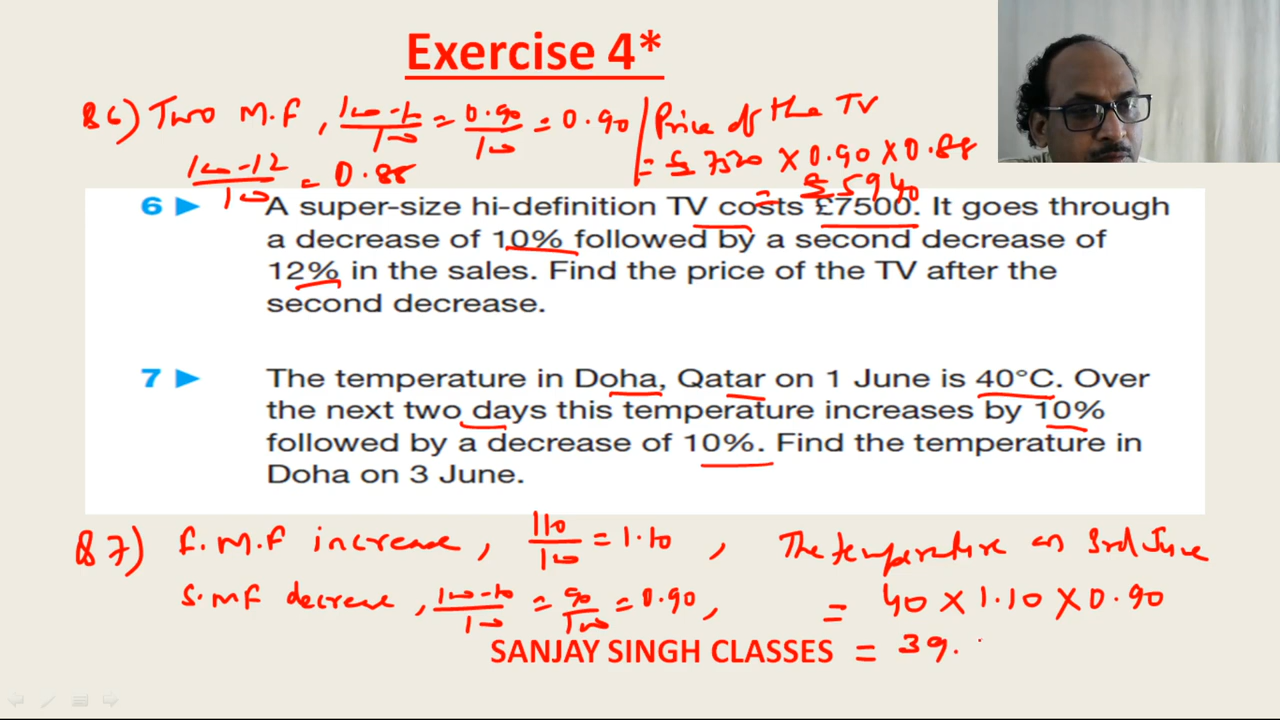 Exercise 4*
Q6) Two M.F, 100-10/100 = 0.90/100 = 0.90 | Price of the TV
100-12/100 = 0.88 | = £ 7500 × 0.90 × 0.88
= £ 5940
6 ▶ A super-size hi-definition TV costs £7500. It goes through
a decrease of 10% followed by a second decrease of
12% in the sales. Find the price of the TV after the
second decrease.
7 ▶ The temperature in Doha, Qatar on 1 June is 40°C. Over
the next two days this temperature increases by 10%
followed by a decrease of 10%. Find the temperature in
Doha on 3 June.
Q7) F.M.F increase, 110/100 = 1.10, The temperature on 3rd June
S.MF decrease, 100-10/100 = 90/100 = 0.90, = 40 × 1.10 × 0.90
SANJAY SINGH CLASSES = 39.